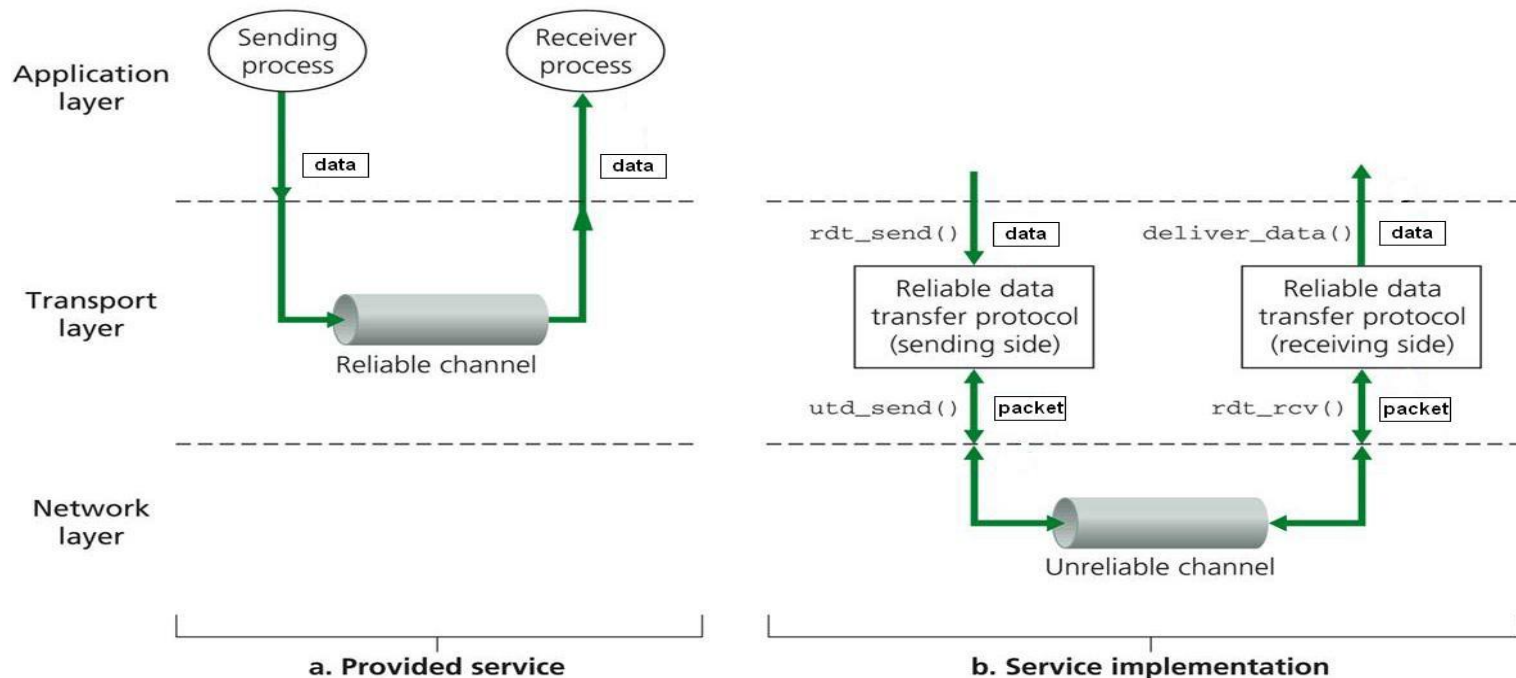 Application
layer
Transport
layer
Network
layer
Sending
process
Receiver
process
data
data
Reliable channel
a. Provided service
rdt_send()
data
deliver_data()
data
Reliable data
transfer protocol
(sending side)
Reliable data
transfer protocol
(receiving side)
utd_send()
packet
rdt_rcv()
packet
Unreliable channel
b. Service implementation